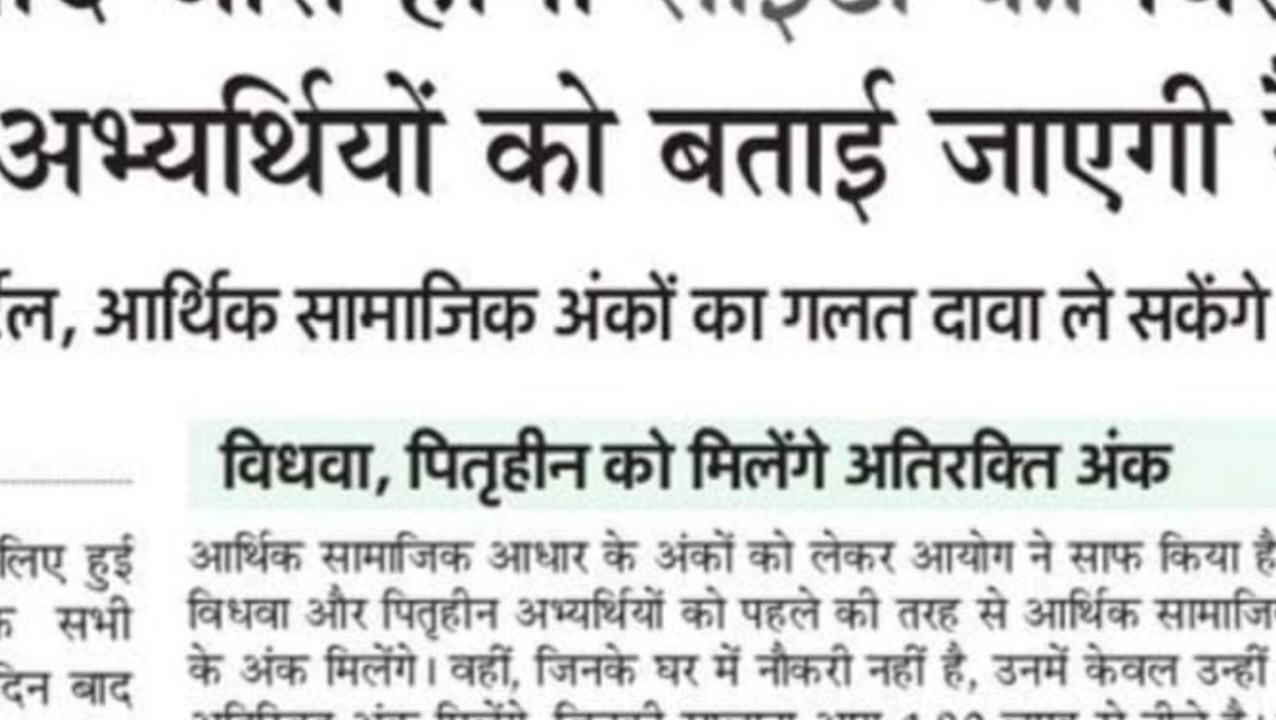 अभ्यर्थियों को बताई जाएगी
आर्थिक सामाजिक अंकों का गलत दावा ले सकेंगे
विधवा, पितृहीन को मिलेंगे अतिरक्ति अंक
लिए हुई
सभी
दिन बाद
आर्थिक सामाजिक आधार के अंकों को लेकर आयोग ने साफ किया है
विधवा और पितृहीन अभ्यर्थियों को पहले की तरह से आर्थिक
के अंक मिलेंगे। वहीं, जिनके घर में नौकरी नहीं है, उनमें केवल उन्हीं